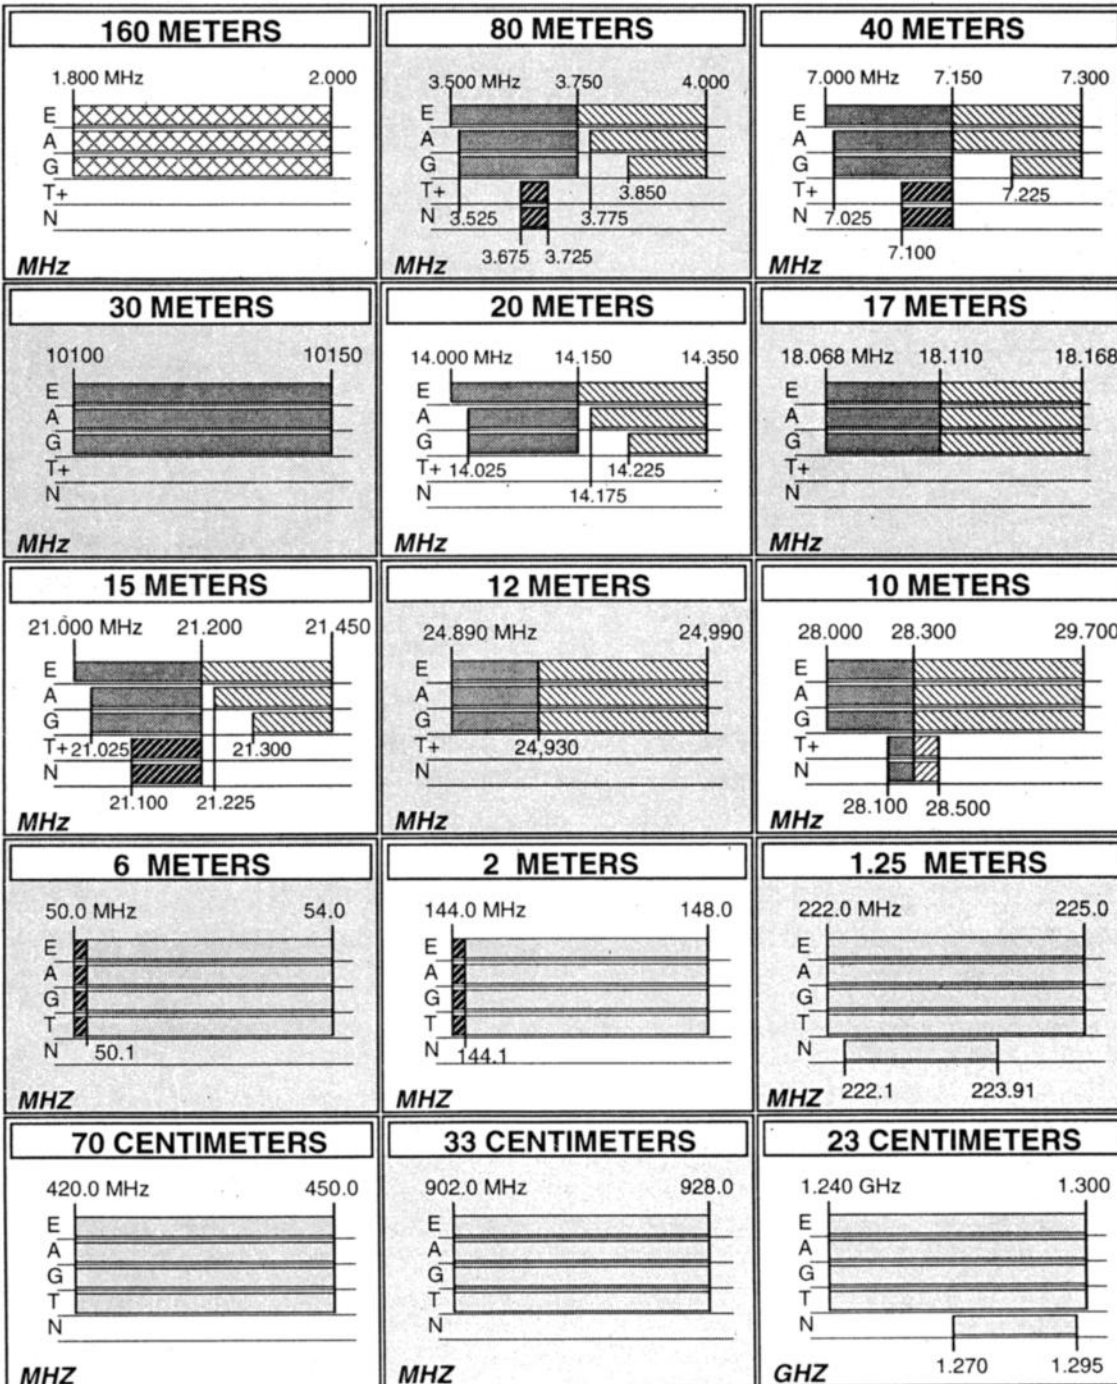 160 METERS
1.800 MHz 2.000
E
A
G
T+
N
MHz
80 METERS
3.500 MHz 3.750 4.000
E
A
G
T+
3.850
N
3.525 3.775
3.675 3.725
MHz
40 METERS
7.000 MHz 7.150 7.300
E
A
G
T+
7.225
N
7.025
7.100
MHz
30 METERS
10100 10150
E
A
G
T+
N
MHz
20 METERS
14.000 MHz 14.150 14.350
E
A
G
T+ 14.025 14.225
N
14.175
MHz
17 METERS
18.068 MHz 18.110 18.168
E
A
G
T+
N
MHz
15 METERS
21.000 MHz 21.200 21.450
E
A
G
T+ 21.025 21.300
N
21.100 21.225
MHz
12 METERS
24.890 MHz 24,990
E
A
G
T+ 24,930
N
MHz
10 METERS
28.000 28.300 29.700
E
A
G
T+
N
28.100 28.500
MHz
6 METERS
50.0 MHz 54.0
E
A
G
T
N 50.1
MHZ
2 METERS
144.0 MHz 148.0
E
A
G
T
N 144.1
MHZ
1.25 METERS
222.0 MHz 225.0
E
A
G
T
N
MHZ 222.1 223.91
70 CENTIMETERS
420.0 MHz 450.0
E
A
G
T
N
MHZ
33 CENTIMETERS
902.0 MHz 928.0
E
A
G
T
N
MHZ
23 CENTIMETERS
1.240 GHz 1.300
E
A
G
T
N
GHZ 1.270 1.295